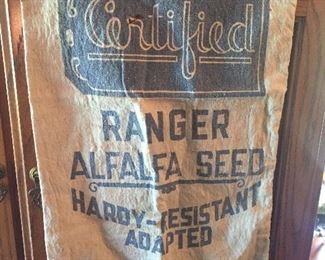 Certified
RANGER
ALFALFA SEED
HARDY-RESISTANT
ADAPTED